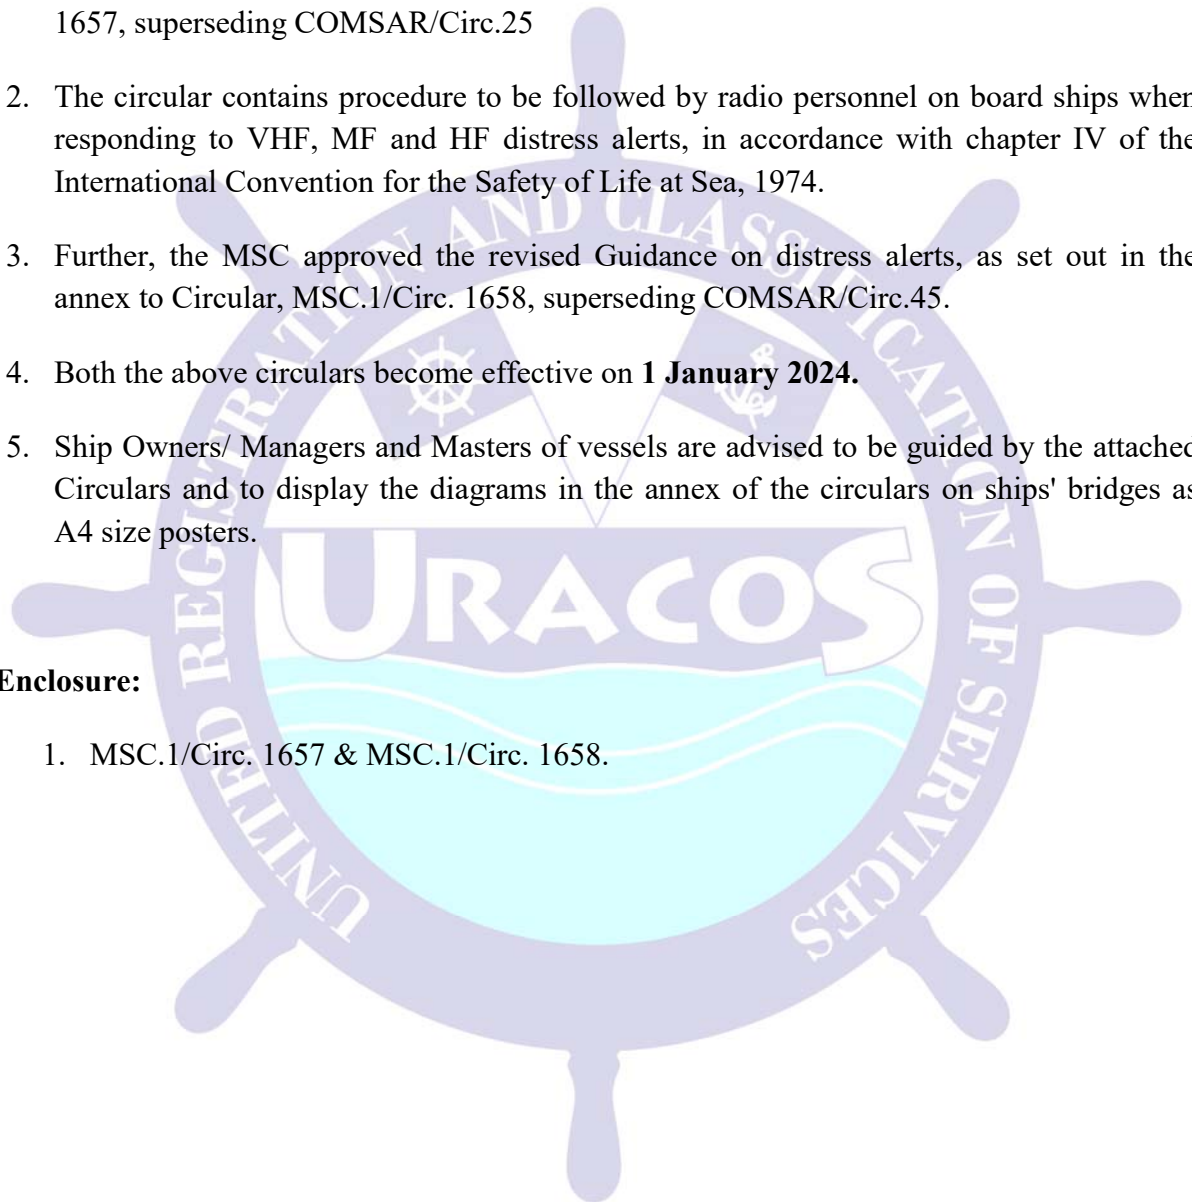 1657, superseding COMSAR/Circ.25
2. The circular contains procedure to be followed by radio personnel on board ships when
responding to VHF, MF and HF distress alerts, in accordance with chapter IV of the
International Convention for the Safety of Life at Sea, 1974.
3. Further, the MSC approved the revised Guidance on distress alerts, as set out in the
annex to Circular, MSC.1/Circ. 1658, superseding COMSAR/Circ.45.
4. Both the above circulars become effective on 1 January 2024.
5. Ship Owners/ Managers and Masters of vessels are advised to be guided by the attached
Circulars and to display the diagrams in the annex of the circulars on ships' bridges as
A4 size posters.
URACOS
UNITED REGISTRATION AND CLASSIFICATION OF SERVICES
Enclosure:
1. MSC.1/Circ. 1657 & MSC.1/Circ. 1658.